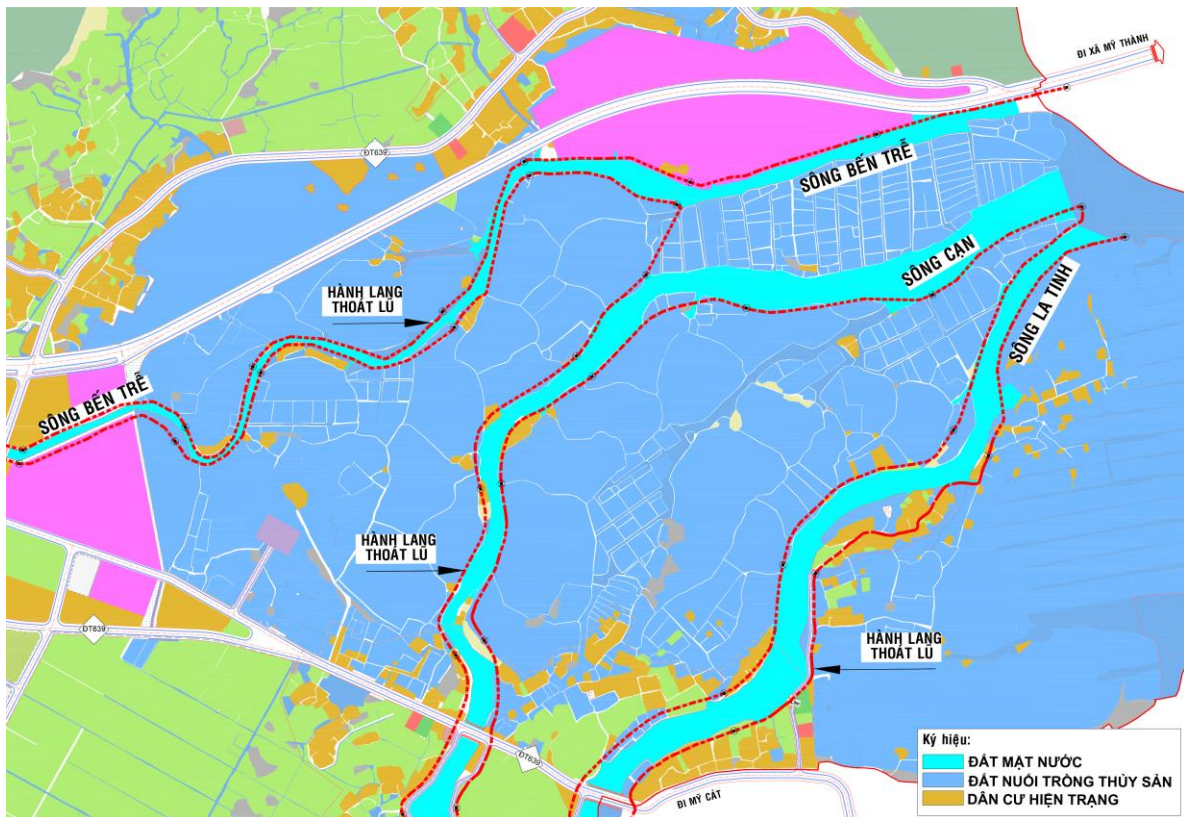 ĐI XÃ MỸ THÀNH
ĐT639
SÔNG BẾN TRỄ
SÔNG CẠN
HÀNH LANG
THOÁT LŨ
SÔNG LA TINH
SÔNG BẾN TRỄ
HÀNH LANG
THOÁT LŨ
ĐT639
HÀNH LANG
THOÁT LŨ
ĐT639
ĐI MỸ CÁT
Ký hiệu:
ĐẤT MẶT NƯỚC
ĐẤT NUÔI TRỒNG THỦY SẢN
DÂN CƯ HIỆN TRẠNG